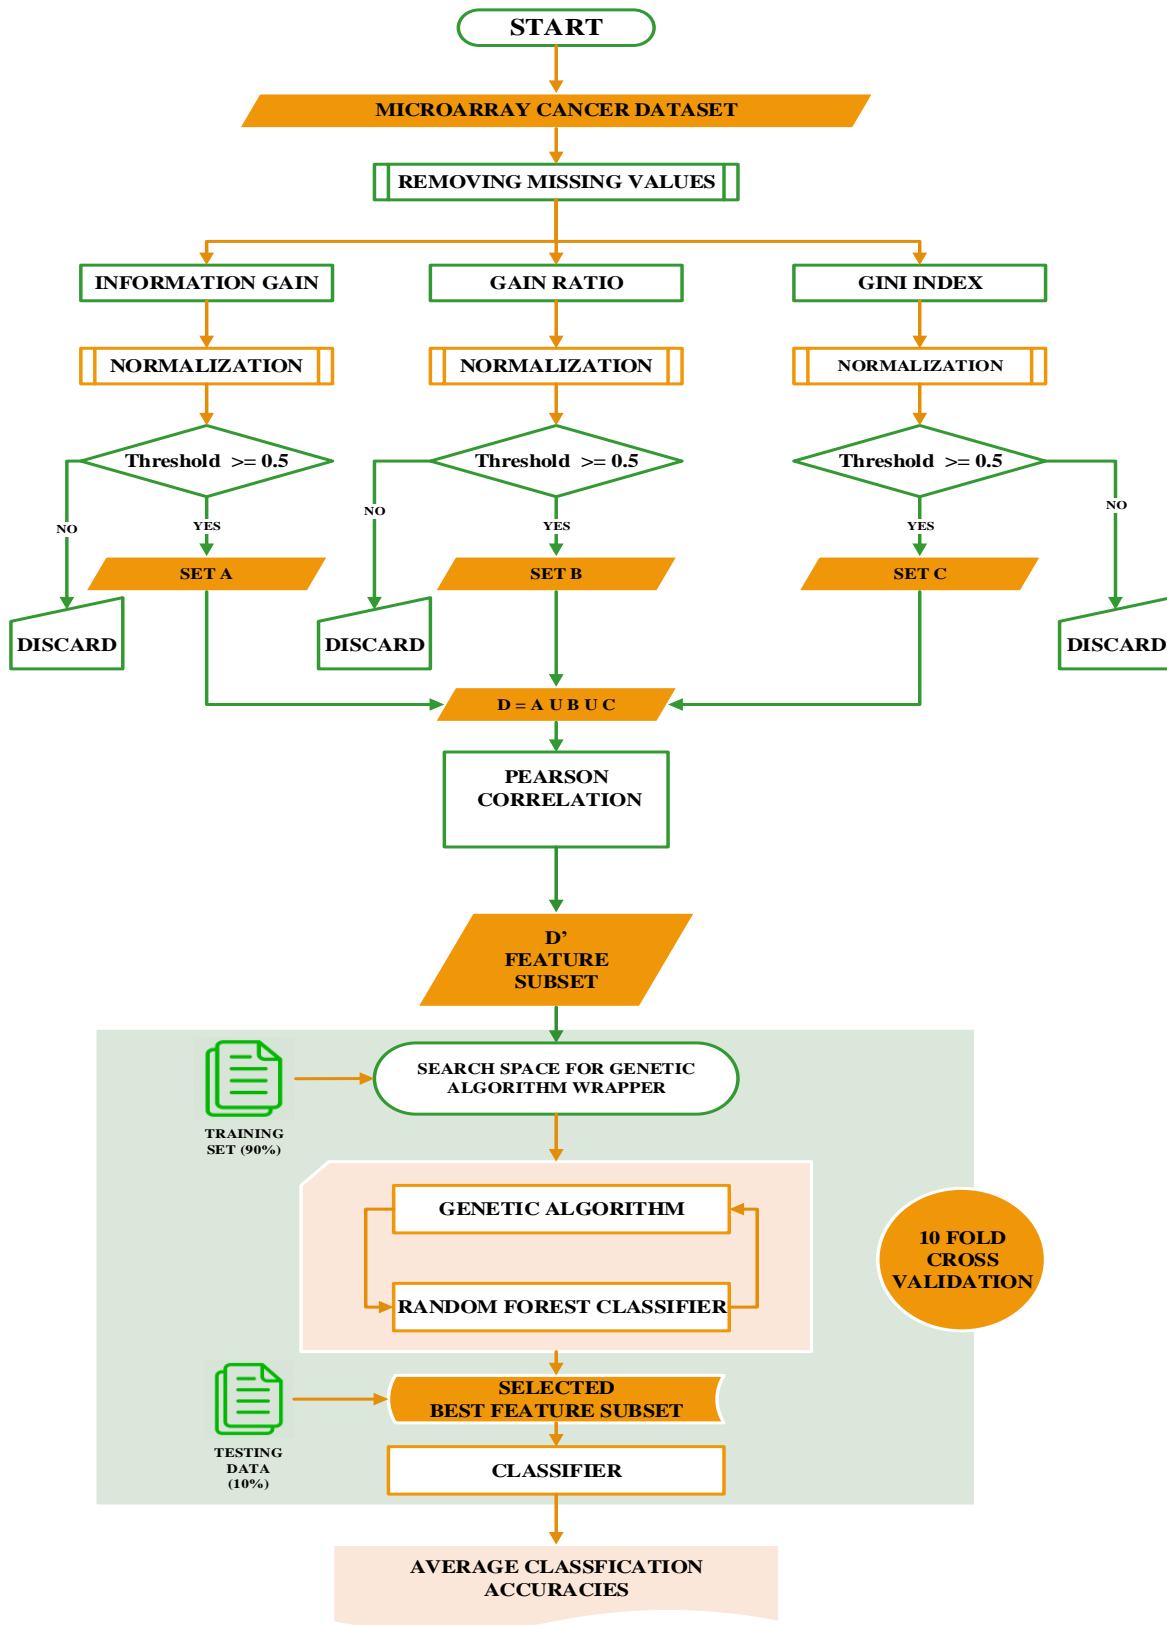 START
MICROARRAY CANCER DATASET
REMOVING MISSING VALUES
INFORMATION GAIN
GAIN RATIO
GINI INDEX
NORMALIZATION
NORMALIZATION
NORMALIZATION
Threshold >= 0.5
Threshold >= 0.5
Threshold >= 0.5
NO
YES
NO
YES
YES
NO
SET A
SET B
SET C
DISCARD
DISCARD
DISCARD
D = A U B U C
PEARSON
CORRELATION
D’
FEATURE
SUBSET
SEARCH SPACE FOR GENETIC
ALGORITHM WRAPPER
TRAINING
SET (90%)
GENETIC ALGORITHM
RANDOM FOREST CLASSIFIER
10 FOLD
CROSS
VALIDATION
SELECTED
BEST FEATURE SUBSET
TESTING
DATA
(10%)
CLASSIFIER
AVERAGE CLASSFICATION
ACCURACIES